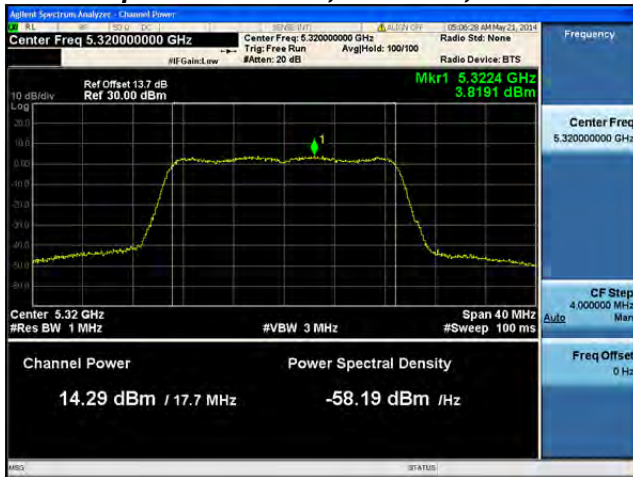 Agilent Spectrum Analyzer - Channel Power
RL
50 Ω DC
SENSE:INT
ALIGN OFF
05:06:28 AM May 21, 2014
Center Freq 5.320000000 GHz
Center Freq: 5.320000000 GHz
Radio Std: None
Trig: Free Run
Avg|Hold: 100/100
#IFGain:Low
#Atten: 20 dB
Radio Device: BTS
Frequency
Mkr1 5.3224 GHz
3.8191 dBm
Ref Offset 13.7 dB
10 dB/div
Ref 30.00 dBm
Log
20.0
10.0
0.00
-10.0
-20.0
-30.0
-40.0
-50.0
-60.0
1
Center Freq
5.320000000 GHz
Center 5.32 GHz
Span 40 MHz
#Res BW 1 MHz
#VBW 3 MHz
#Sweep 100 ms
CF Step
4.000000 MHz
Auto
Man
Channel Power
Power Spectral Density
14.29 dBm / 17.7 MHz
-58.19 dBm /Hz
Freq Offset
0 Hz
MSG
STATUS